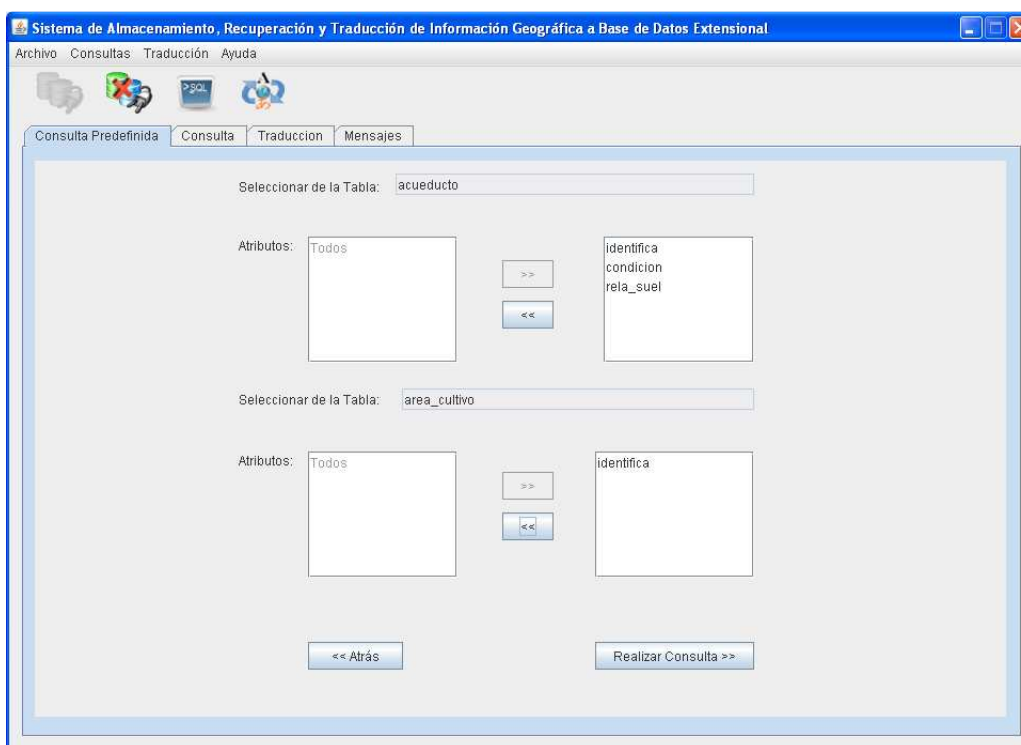 Sistema de Almacenamiento, Recuperación y Traducción de Información Geográfica a Base de Datos Extensional
Archivo Consultas Traducción Ayuda
>SQL
Consulta Predefinida Consulta Traduccion Mensajes
Seleccionar de la Tabla: acueducto
Atributos: Todos >> identifica
condicion
rela_suel
<<
Seleccionar de la Tabla: area_cultivo
Atributos: Todos >> identifica
<<
<< Atrás Realizar Consulta >>